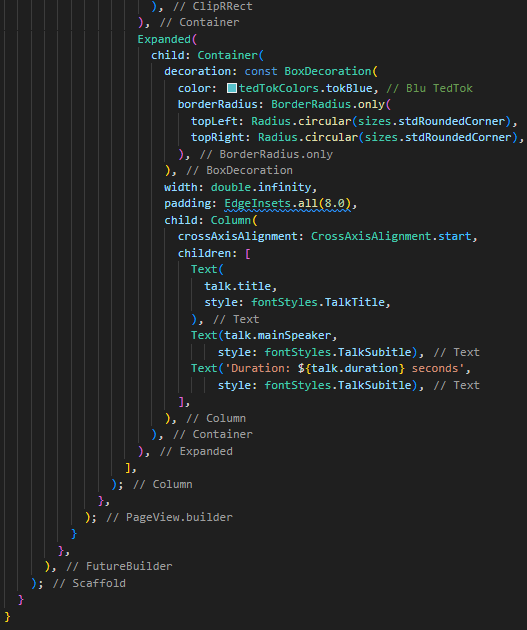 ), // ClipRRect
), // Container
Expanded(
child: Container(
decoration: const BoxDecoration(
color: tedTokColors.tokBlue, // Blu TedTok
borderRadius: BorderRadius.only(
topLeft: Radius.circular(sizes.stdRoundedCorner),
topRight: Radius.circular(sizes.stdRoundedCorner),
), // BorderRadius.only
), // BoxDecoration
width: double.infinity,
padding: EdgeInsets.all(8.0),
child: Column(
crossAxisAlignment: CrossAxisAlignment.start,
children: [
Text(
talk.title,
style: fontStyles.TalkTitle,
), // Text
Text(talk.mainSpeaker,
style: fontStyles.TalkSubitle), // Text
Text('Duration: ${talk.duration} seconds',
style: fontStyles.TalkSubitle), // Text
],
), // Column
), // Container
), // Expanded
],
); // Column
},
); // PageView.builder
}
},
), // FutureBuilder
); // Scaffold
}
}